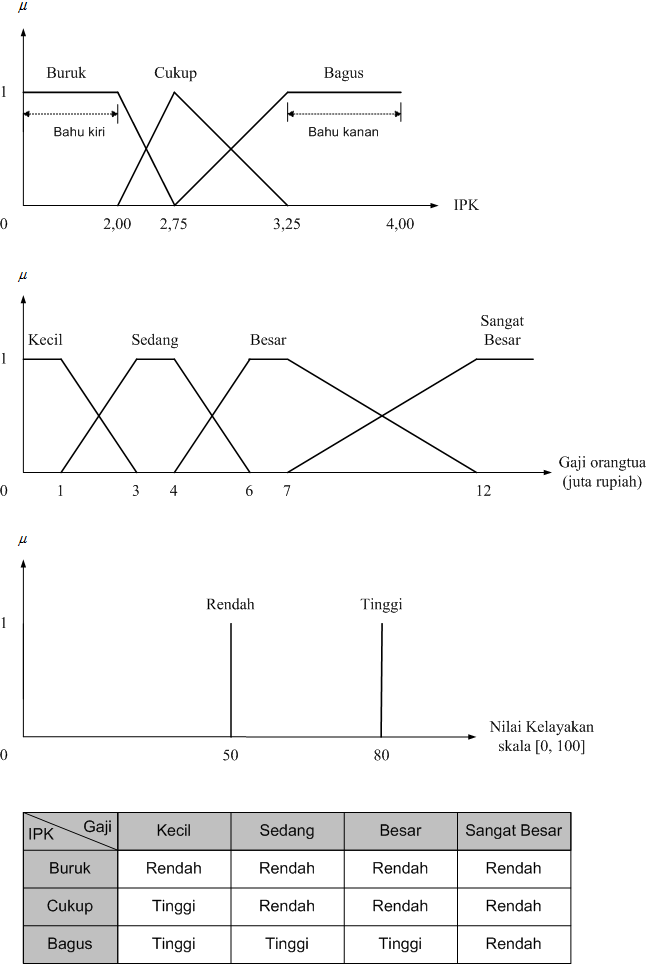 μ
Buruk Cukup Bagus
1
Bahu kiri Bahu kanan
IPK
0 2,00 2,75 3,25 4,00
μ
Sangat
Kecil Sedang Besar Besar
1
Gaji orangtua
0 1 3 4 6 7 12 (juta rupiah)
μ
Rendah Tinggi
1
Nilai Kelayakan
0 50 80 skala [0, 100]
IPK Gaji Kecil Sedang Besar Sangat Besar
Buruk Rendah Rendah Rendah Rendah
Cukup Tinggi Rendah Rendah Rendah
Bagus Tinggi Tinggi Tinggi Rendah